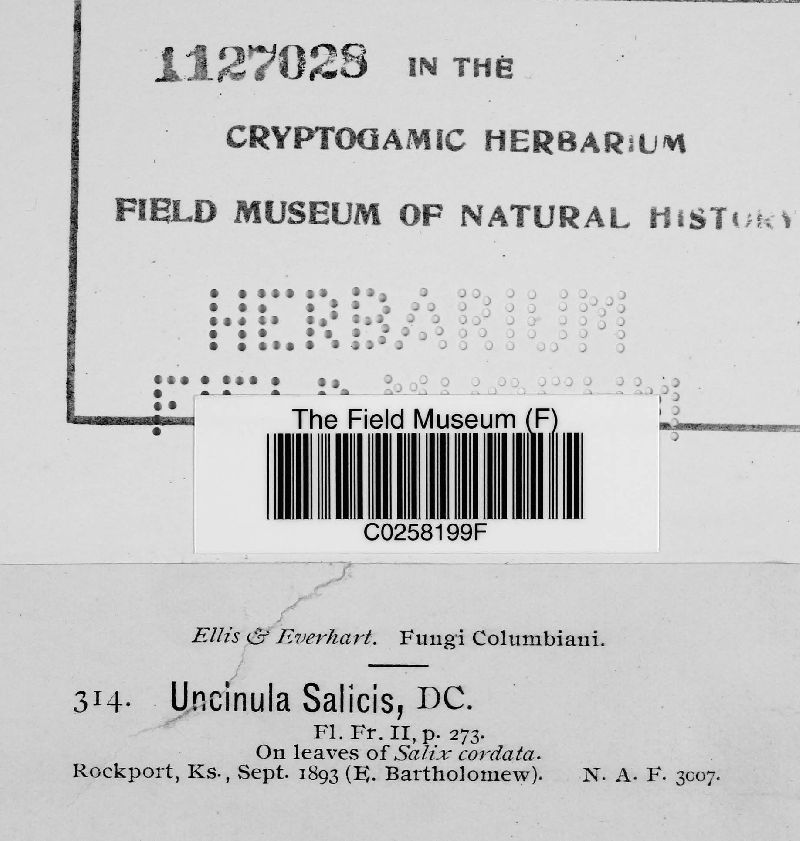 1127028 IN THE
CRYPTOGAMIC HERBARIUM
FIELD MUSEUM OF NATURAL HISTORY
HERBARIUM
FIELD MUSEUM
The Field Museum (F)
C0258199F
Ellis & Everhart. Fungi Columbiani.
314. Uncinula Salicis, DC.
Fl. Fr. II, p. 273.
On leaves of Salix cordata.
Rockport, Ks., Sept. 1893 (E. Bartholomew). N. A. F. 3007.